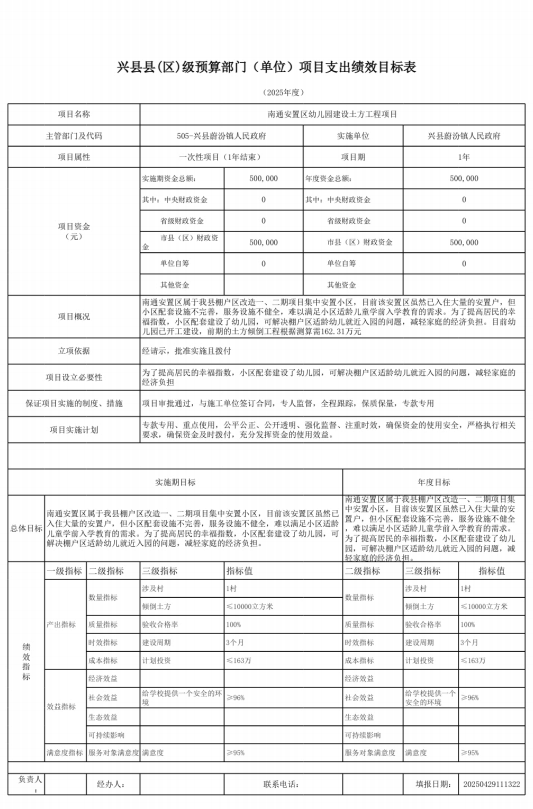 兴县县(区)级预算部门（单位）项目支出绩效目标表
（2025年度）
项目名称 南通安置区幼儿园建设土方工程项目
主管部门及代码 505-兴县蔚汾镇人民政府 实施单位 兴县蔚汾镇人民政府
项目属性 一次性项目（1年结束） 项目期 1年
项目资金
（元）
实施期资金总额： 500,000 年度资金总额： 500,000
其中：中央财政资金 0 其中：中央财政资金 0
省级财政资金 0 省级财政资金 0
市县（区）财政资
金 500,000 市县（区）财政资金 500,000
单位自筹 0 单位自筹 0
其他资金 其他资金
项目概况
南通安置区属于我县棚户区改造一、二期项目集中安置小区，目前该安置区虽然已入住大量的安置户，但
小区配套设施不完善，服务设施不健全，难以满足小区适龄儿童学前入学教育的需求。为了提高居民的幸
福指数，小区配套建设了幼儿园，可解决棚户区适龄幼儿就近入园的问题，减轻家庭的经济负担。目前幼
儿园已开工建设，前期的土方倾倒工程根据测算需162.31万元
立项依据 经请示，批准实施且拨付
项目设立必要性
为了提高居民的幸福指数，小区配套建设了幼儿园，可解决棚户区适龄幼儿就近入园的问题，减轻家庭的
经济负担
保证项目实施的制度、措施 项目审批通过，与施工单位签订合同，专人监督，全程跟踪，保质保量，专款专用
项目实施计划
专款专用、重点使用，公平公正、公开透明、强化监督、注重时效，确保资金的使用安全，严格执行相关
要求，确保资金及时拨付，充分发挥资金的使用效益。
实施期目标 年度目标
总体目标
南通安置区属于我县棚户区改造一、二期项目集中安置小区，目前该安置区虽然已
入住大量的安置户，但小区配套设施不完善，服务设施不健全，难以满足小区适龄
儿童学前入学教育的需求。为了提高居民的幸福指数，小区配套建设了幼儿园，可
解决棚户区适龄幼儿就近入园的问题，减轻家庭的经济负担。
南通安置区属于我县棚户区改造一、二期项目集
中安置小区，目前该安置区虽然已入住大量的安
置户，但小区配套设施不完善，服务设施不健全
，难以满足小区适龄儿童学前入学教育的需求。
为了提高居民的幸福指数，小区配套建设了幼儿
园，可解决棚户区适龄幼儿就近入园的问题，减
轻家庭的经济负担。
绩效指标
一级指标 二级指标 三级指标 指标值 二级指标 三级指标 指标值
产出指标
数量指标 涉及村 1村 数量指标 涉及村 1村
倾倒土方 ≤10000立方米 倾倒土方 ≤10000立方米
质量指标 验收合格率 100% 质量指标 验收合格率 100%
时效指标 建设周期 3个月 时效指标 建设周期 3个月
成本指标 计划投资 ≤163万 成本指标 计划投资 ≤163万
效益指标
经济效益 经济效益
社会效益 给学校提供一个安全的环
境 ≥96% 社会效益 给学校提供一个
安全的环境 ≥96%
生态效益 生态效益
可持续影响 可持续影响
满意度指标 服务对象满意度 满意度 ≥95% 服务对象满意度 满意度 ≥95%
负责人
： 经办人： 联系电话： 填报日期： 20250429111322